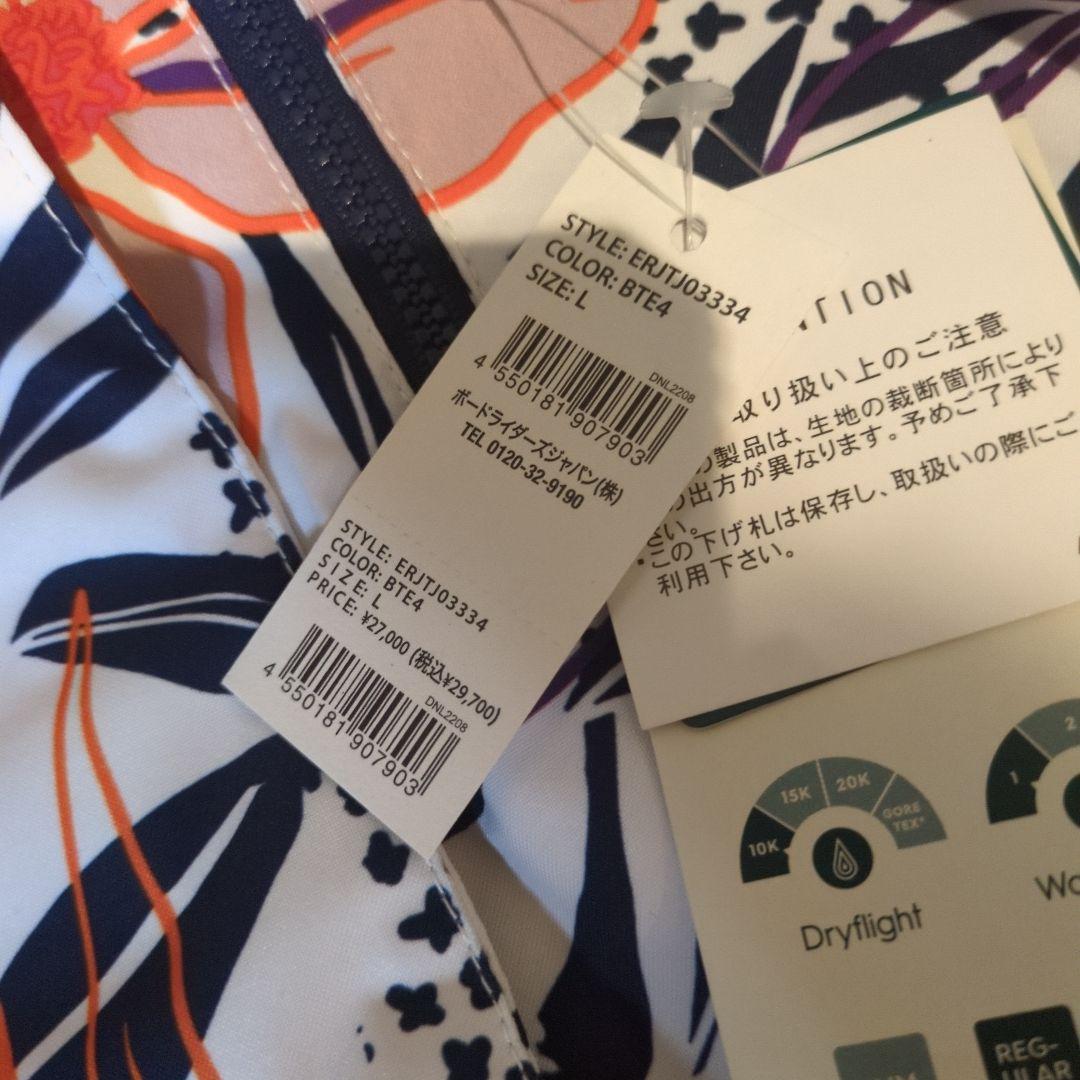 STYLE: ERJTJ03334
COLOR: BTE4
SIZE: L
DNL2208
4 550181 907903
ボードライダーズジャパン(株)
TEL 0120-32-9190
STYLE: ERJTJ03334
COLOR: BTE4
SIZE: L
PRICE: ¥27,000 (税込¥29,700)
DNL2208
4 550181 907903
TION
取り扱い上のご注意
製品は、生地の裁断箇所により
出方が異なります。予めご了承下
さい。
・この下げ札は保存し、取扱いの際にご
利用下さい。
10K 15K 20K GORE TEX®
Dryflight
1 2
REG-
ULAR